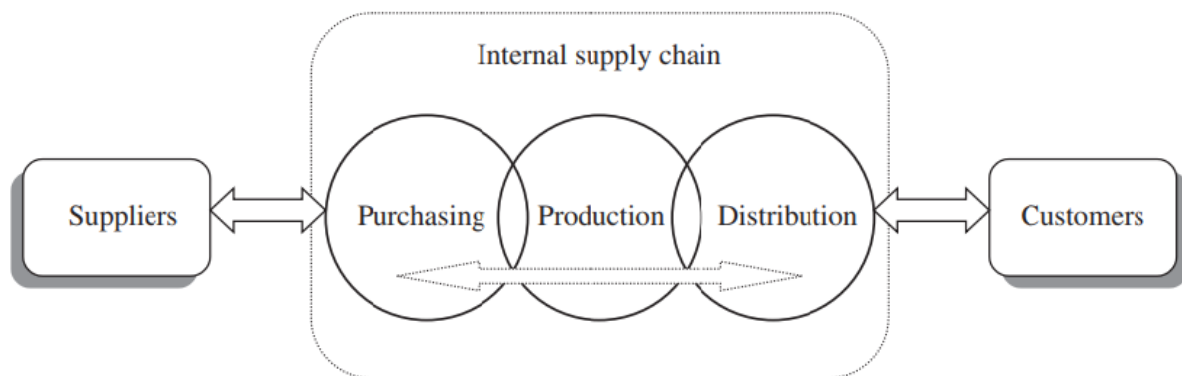 Internal supply chain
Suppliers
Purchasing
Production
Distribution
Customers